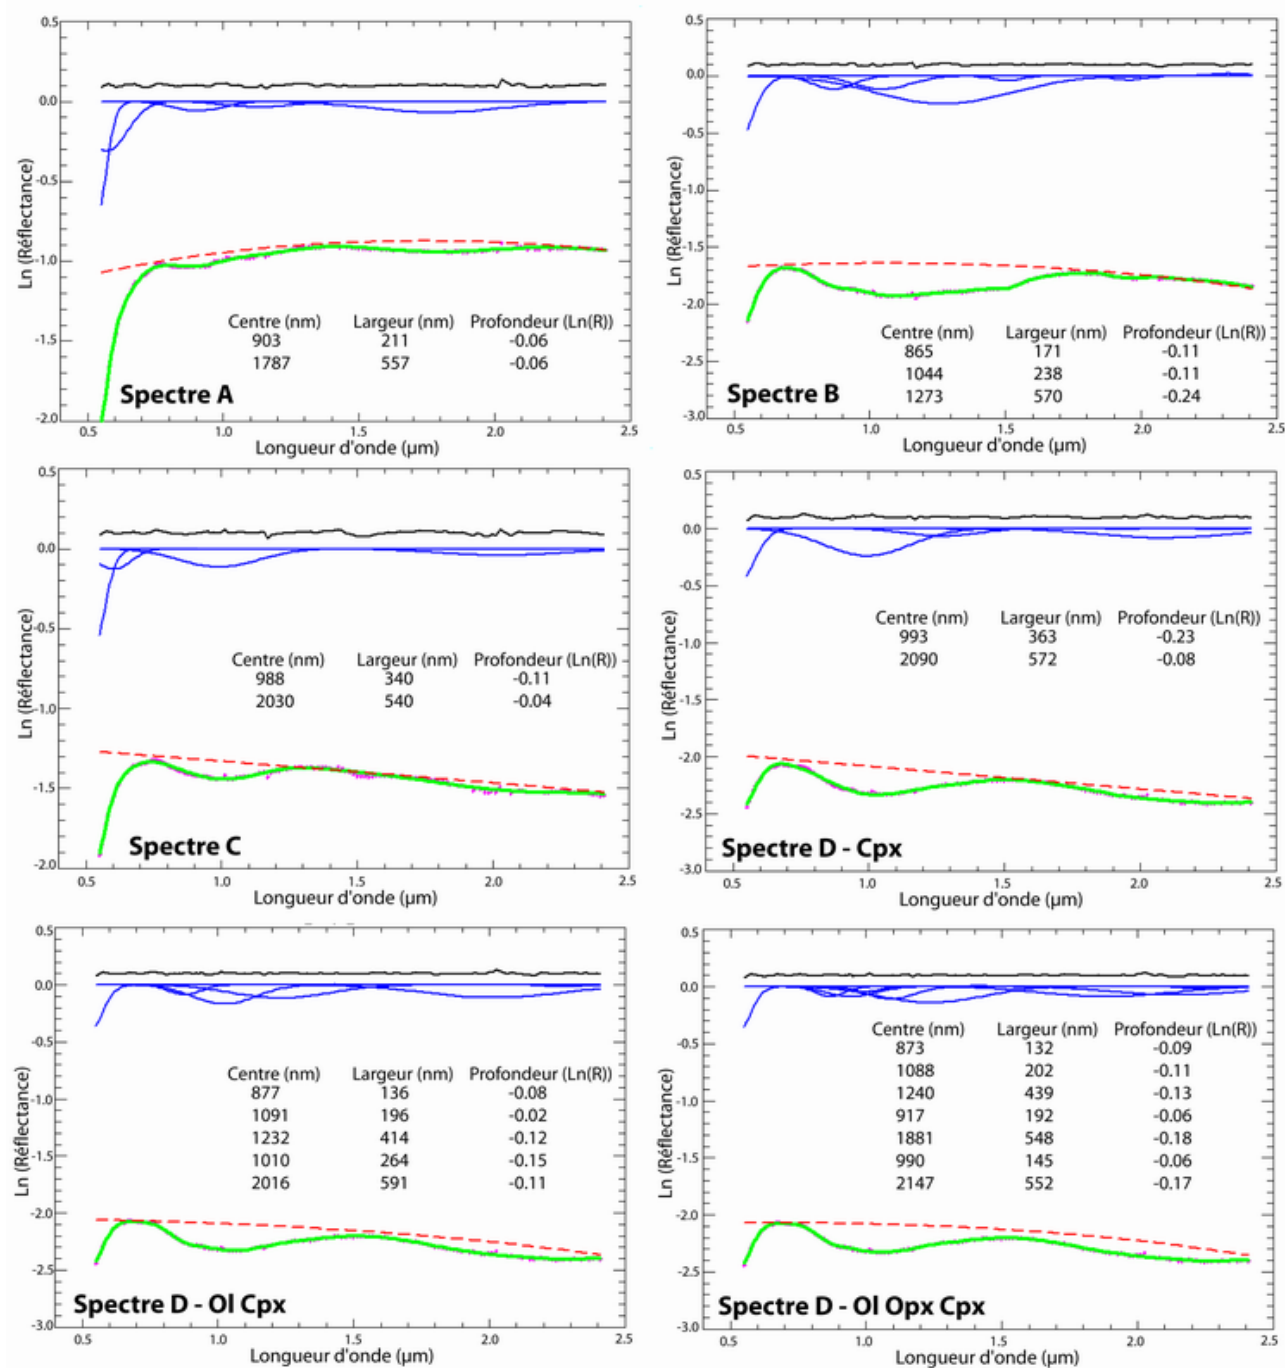 0.5
0.0
-0.5
-1.0
-1.5
-2.0
Ln (Réflectance)
Centre (nm) Largeur (nm) Profondeur (Ln(R))
903 211 -0.06
1787 557 -0.06
Spectre A
0.5 1.0 1.5 2.0 2.5
Longueur d'onde (µm)
0.5
0.0
-0.5
-1.0
-1.5
-2.0
-2.5
-3.0
Ln (Réflectance)
Centre (nm) Largeur (nm) Profondeur (Ln(R))
865 171 -0.11
1044 238 -0.11
1273 570 -0.24
Spectre B
0.5 1.0 1.5 2.0 2.5
Longueur d'onde (µm)
0.5
0.0
-0.5
-1.0
-1.5
-2.0
Ln (Réflectance)
Centre (nm) Largeur (nm) Profondeur (Ln(R))
988 340 -0.11
2030 540 -0.04
Spectre C
0.5 1.0 1.5 2.0 2.5
Longueur d'onde (µm)
0.5
0.0
-0.5
-1.0
-1.5
-2.0
-2.5
-3.0
Ln (Réflectance)
Centre (nm) Largeur (nm) Profondeur (Ln(R))
993 363 -0.23
2090 572 -0.08
Spectre D - Cpx
0.5 1.0 1.5 2.0 2.5
Longueur d'onde (µm)
0.5
0.0
-0.5
-1.0
-1.5
-2.0
-2.5
-3.0
Ln (Réflectance)
Centre (nm) Largeur (nm) Profondeur (Ln(R))
877 136 -0.08
1091 196 -0.02
1232 414 -0.12
1010 264 -0.15
2016 591 -0.11
Spectre D - Ol Cpx
0.5 1.0 1.5 2.0 2.5
Longueur d'onde (µm)
0.5
0.0
-0.5
-1.0
-1.5
-2.0
-2.5
-3.0
Ln (Réflectance)
Centre (nm) Largeur (nm) Profondeur (Ln(R))
873 132 -0.09
1088 202 -0.11
1240 439 -0.13
917 192 -0.06
1881 548 -0.18
990 145 -0.06
2147 552 -0.17
Spectre D - Ol Opx Cpx
0.5 1.0 1.5 2.0 2.5
Longueur d'onde (µm)